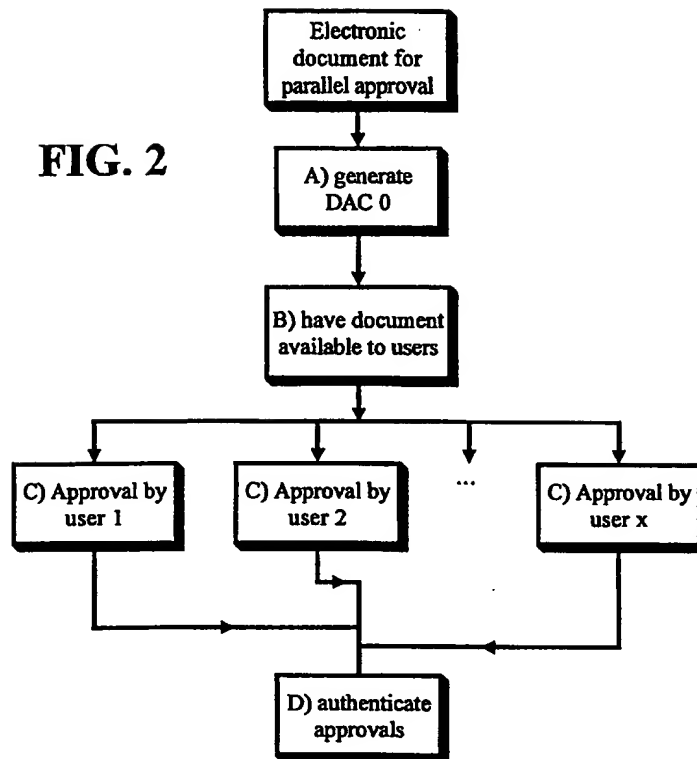 Electronic
document for
parallel approval
FIG. 2
A) generate
DAC 0
B) have document
available to users
...
C) Approval by
user 1
C) Approval by
user 2
C) Approval by
user x
D) authenticate
approvals